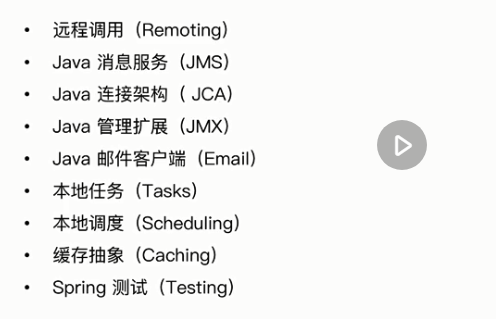 • 远程调用（Remoting）
• Java 消息服务（JMS）
• Java 连接架构（ JCA）
• Java 管理扩展（JMX）
• Java 邮件客户端（Email）
• 本地任务（Tasks）
• 本地调度（Scheduling）
• 缓存抽象（Caching）
• Spring 测试（Testing）